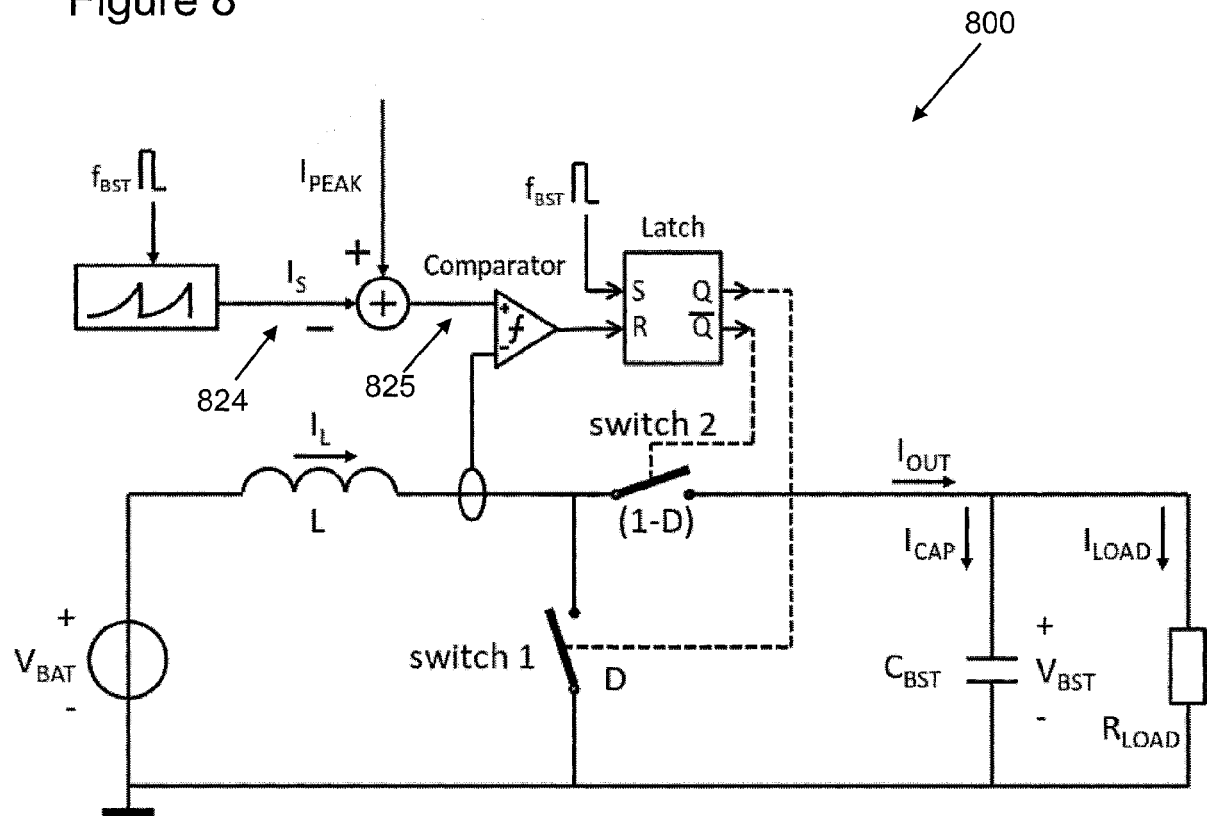 Figure 8
800
f_BST
I_PEAK
f_BST
Latch
+
Comparator
I_S
+
S Q
+
R Q̅
f
-
−
824
825
I_L
switch 2
I_OUT
L
(1-D)
I_CAP
I_LOAD
+
V_BAT
-
switch 1
D
C_BST
+
V_BST
-
R_LOAD